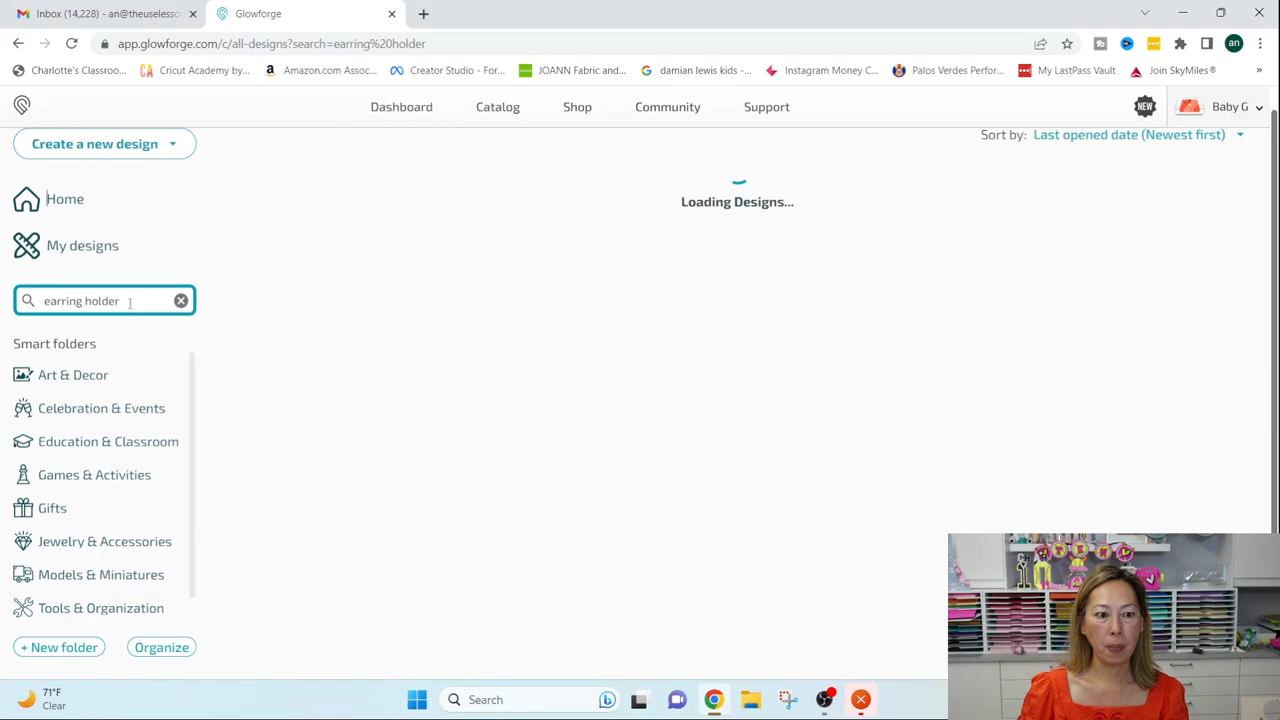 Inbox (14,228) - an@theuselesscr
Glowforge
app.glowforge.com/c/all-designs?search=earring%20holder
an
Charlotte's Classroo...
Cricut Academy by...
Amazon.com Assoc...
Creator Studio - For...
JOANN Fabric and...
damian lewis kids -...
Instagram Money C...
Palos Verdes Perfor...
My LastPass Vault
Join SkyMiles®
»
Dashboard
Catalog
Shop
Community
Support
NEW
Baby G
Create a new design
Sort by: Last opened date (Newest first)
Loading Designs...
Home
My designs
earring holder
Smart folders
Art & Decor
Celebration & Events
Education & Classroom
Games & Activities
Gifts
Jewelry & Accessories
Models & Miniatures
Tools & Organization
+ New folder
Organize
71°F
Clear
Search